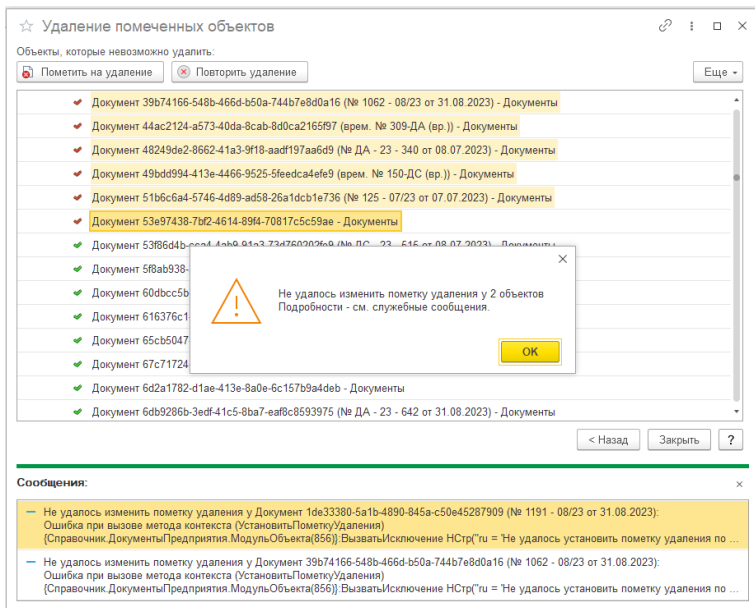 Удаление помеченных объектов
Объекты, которые невозможно удалить:
Пометить на удаление
Повторить удаление
Еще
Документ 39b74166-548b-466d-b50a-744b7e8d0a16 (№ 1062 - 08/23 от 31.08.2023) - Документы
Документ 44ac2124-a573-40da-8cab-8d0ca2165f97 (врем. № 309-ДА (вр.)) - Документы
Документ 48249de2-8662-41a3-9f18-aadf197aa6d9 (№ ДА - 23 - 340 от 08.07.2023) - Документы
Документ 49bdd994-413e-4466-9525-5feedca4efe9 (врем. № 150-ДС (вр.)) - Документы
Документ 51b6c6a4-5746-4d89-ad58-26a1dcb1e736 (№ 125 - 07/23 от 07.07.2023) - Документы
Документ 53e97438-7bf2-4614-89f4-70817c5c59ae - Документы
Документ 53f86d4b-
Документ 5f8ab938-
Документ 60dbcc5b
Документ 616376c1
Документ 65cb5047
Документ 67c71724
Документ 6d2a1782-d1ae-413e-8a0e-6c157b9a4deb - Документы
Документ 6db9286b-3edf-41c5-8ba7-eaf8c8593975 (№ ДА - 23 - 642 от 31.08.2023) - Документы
Не удалось изменить пометку удаления у 2 объектов
Подробности - см. служебные сообщения.
ОК
< Назад
Закрыть
?
Сообщения:
Не удалось изменить пометку удаления у Документ 1de33380-5a1b-4890-845a-c50e45287909 (№ 1191 - 08/23 от 31.08.2023):
Ошибка при вызове метода контекста (УстановитьПометкуУдаления)
{Справочник.ДокументыПредприятия.МодульОбъекта(856)}:ВызватьИсключение НСтр("ru = 'Не удалось установить пометку удаления по ...
Не удалось изменить пометку удаления у Документ 39b74166-548b-466d-b50a-744b7e8d0a16 (№ 1062 - 08/23 от 31.08.2023):
Ошибка при вызове метода контекста (УстановитьПометкуУдаления)
{Справочник.ДокументыПредприятия.МодульОбъекта(856)}:ВызватьИсключение НСтр("ru = 'Не удалось установить пометку удаления по ...